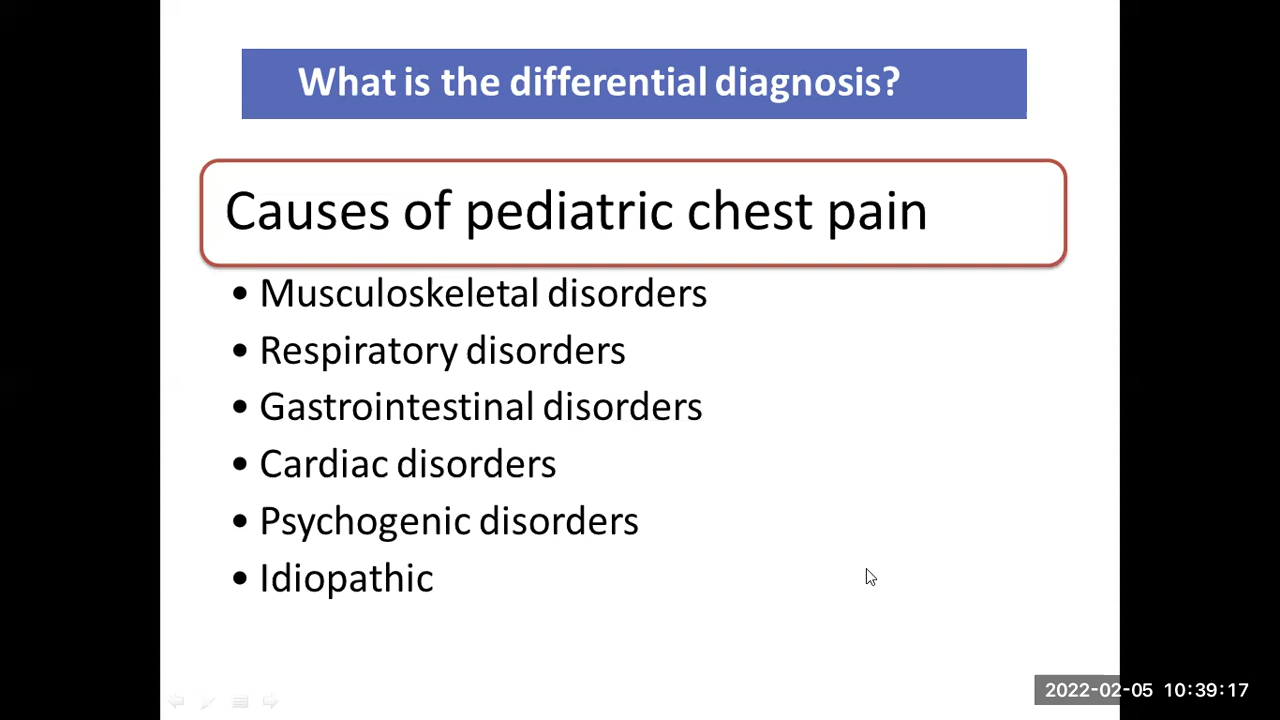 What is the differential diagnosis?
Causes of pediatric chest pain
• Musculoskeletal disorders
• Respiratory disorders
• Gastrointestinal disorders
• Cardiac disorders
• Psychogenic disorders
• Idiopathic
2022-02-05 10:39:17